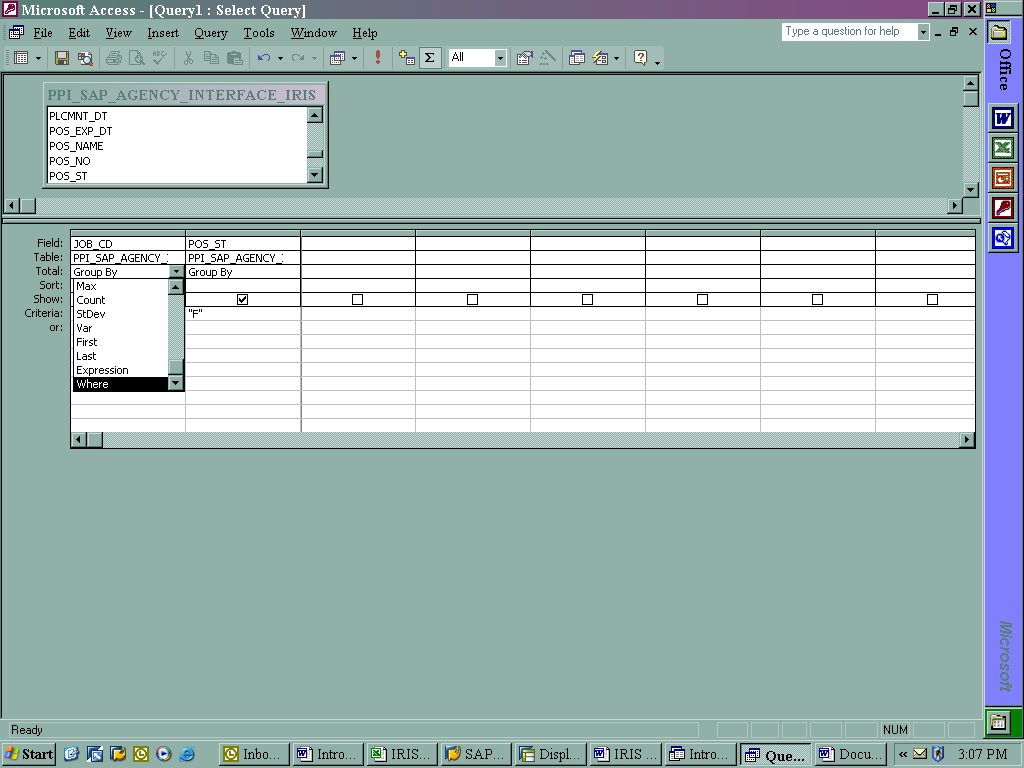 Microsoft Access - [Query1 : Select Query]
File Edit View Insert Query Tools Window Help
Type a question for help
All
Office
PPI_SAP_AGENCY_INTERFACE_IRIS
PLCMNT_DT
POS_EXP_DT
POS_NAME
POS_NO
POS_ST
Field: JOB_CD POS_ST
Table: PPI_SAP_AGENCY_ PPI_SAP_AGENCY_
Total: Group By Group By
Sort:
Show:
Criteria: "F"
or:
Max
Count
StDev
Var
First
Last
Expression
Where
Microsoft
Ready NUM
Start Inbo... Intro... IRIS... SAP... Displ... IRIS ... Intro... Que... Docu... « 3:07 PM